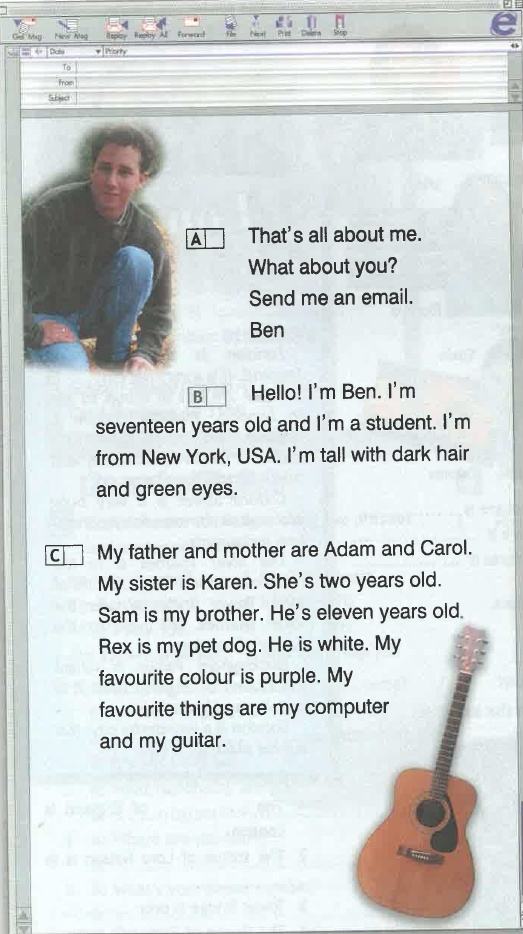 Get Msg New Msg Reply Reply All Forward File Next Print Delete Stop
Date Priority
To
From
Subject
A That's all about me.
What about you?
Send me an email.
Ben
B Hello! I'm Ben. I'm
seventeen years old and I'm a student. I'm
from New York, USA. I'm tall with dark hair
and green eyes.
C My father and mother are Adam and Carol.
My sister is Karen. She's two years old.
Sam is my brother. He's eleven years old.
Rex is my pet dog. He is white. My
favourite colour is purple. My
favourite things are my computer
and my guitar.